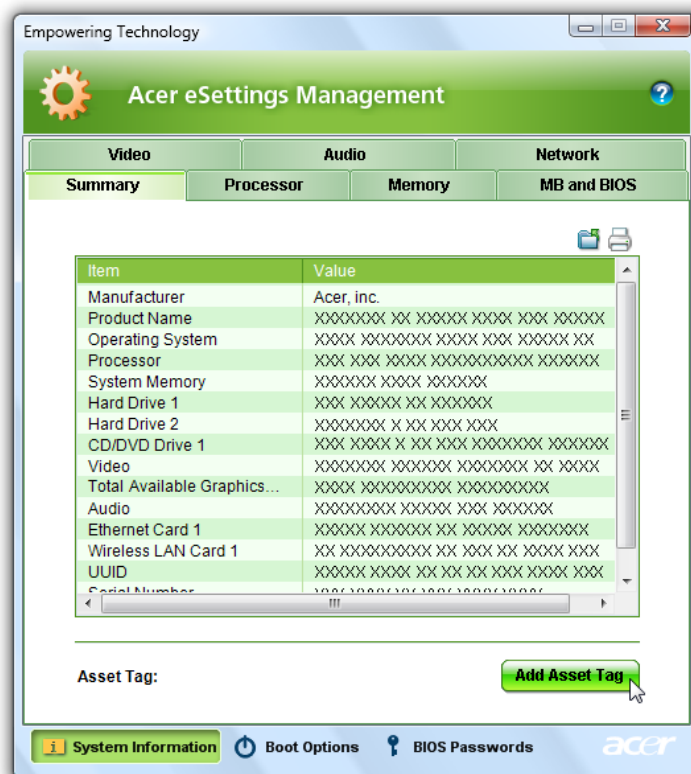 Empowering Technology
Acer eSettings Management
Video Audio Network
Summary Processor Memory MB and BIOS
Item Value
Manufacturer Acer, inc.
Product Name XXXXXXX XX XXXXX XXXX XXX XXXXX
Operating System XXXX XXXXXXX XXXX XXX XXXXX XX
Processor XXX XXX XXXX XXXXXXXXXX XXXXXX
System Memory XXXXXX XXXX XXXXXX
Hard Drive 1 XXX XXXXX XX XXXXXX
Hard Drive 2 XXXXXXX X XX XXX XXX
CD/DVD Drive 1 XXX XXXX X XX XXX XXXXXXX XXXXXX
Video XXXXXXX XXXXXX XXXXXXX XX XXXX
Total Available Graphics... XXXX XXXXXXXXX XXXXXXXXX
Audio XXXXXXXXX XXXXX XXX XXXXXX
Ethernet Card 1 XXXXX XXXXXXX XX XXXXX XXXXXXX
Wireless LAN Card 1 XX XXXXXXXXX XX XXX XX XXXX XXX
UUID XXXXX XXXX XX XX XX XXX XXXX XXX
Serial Number
Asset Tag: Add Asset Tag
System Information Boot Options BIOS Passwords acer